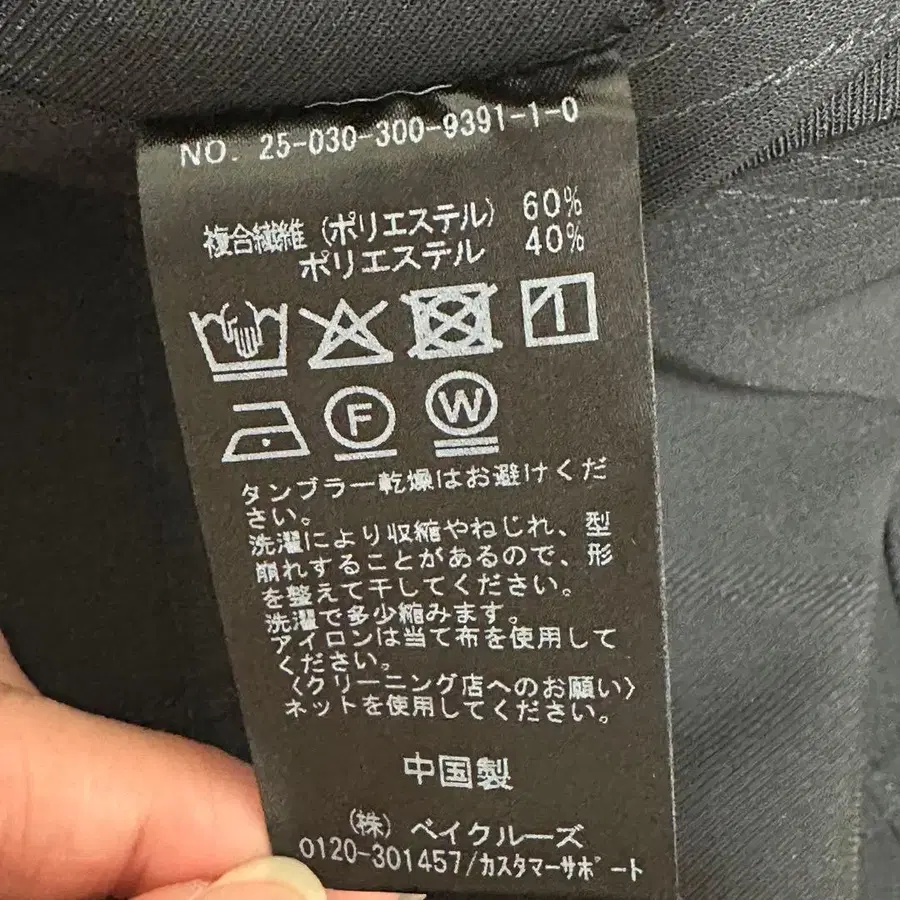 NO. 25-030-300-9391-1-0
複合繊維 (ポリエステル) 60%
ポリエステル 40%
F W
タンブラー乾燥はお避けくだ
さい。
洗濯により収縮やねじれ、型
崩れすることがあるので、形
を整えて干してください。
洗濯で多少縮みます。
アイロンは当て布を使用して
ください。
〈クリーニング店へのお願い〉
ネットを使用してください。
中国製
(株) ベイクルーズ
0120-301457/カスタマーサポート